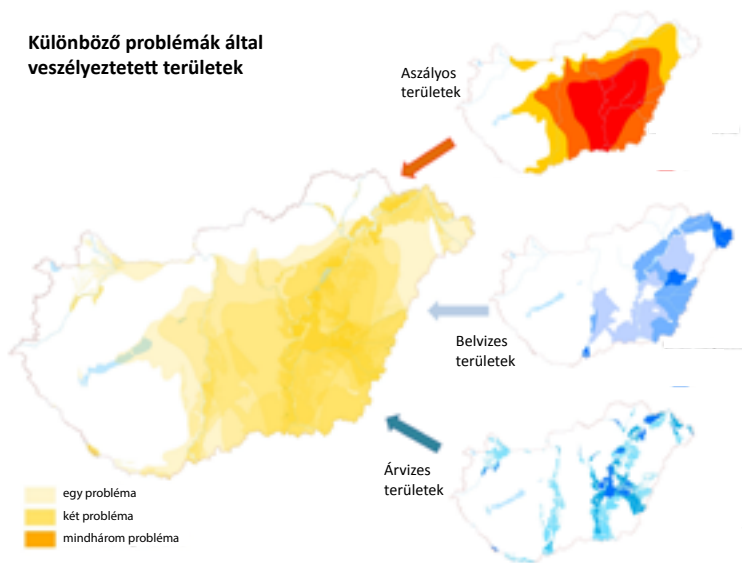 Különböző problémák által
veszélyeztetett területek
Aszályos
területek
Belvizes
területek
Árvizes
területek
egy probléma
két probléma
mindhárom probléma